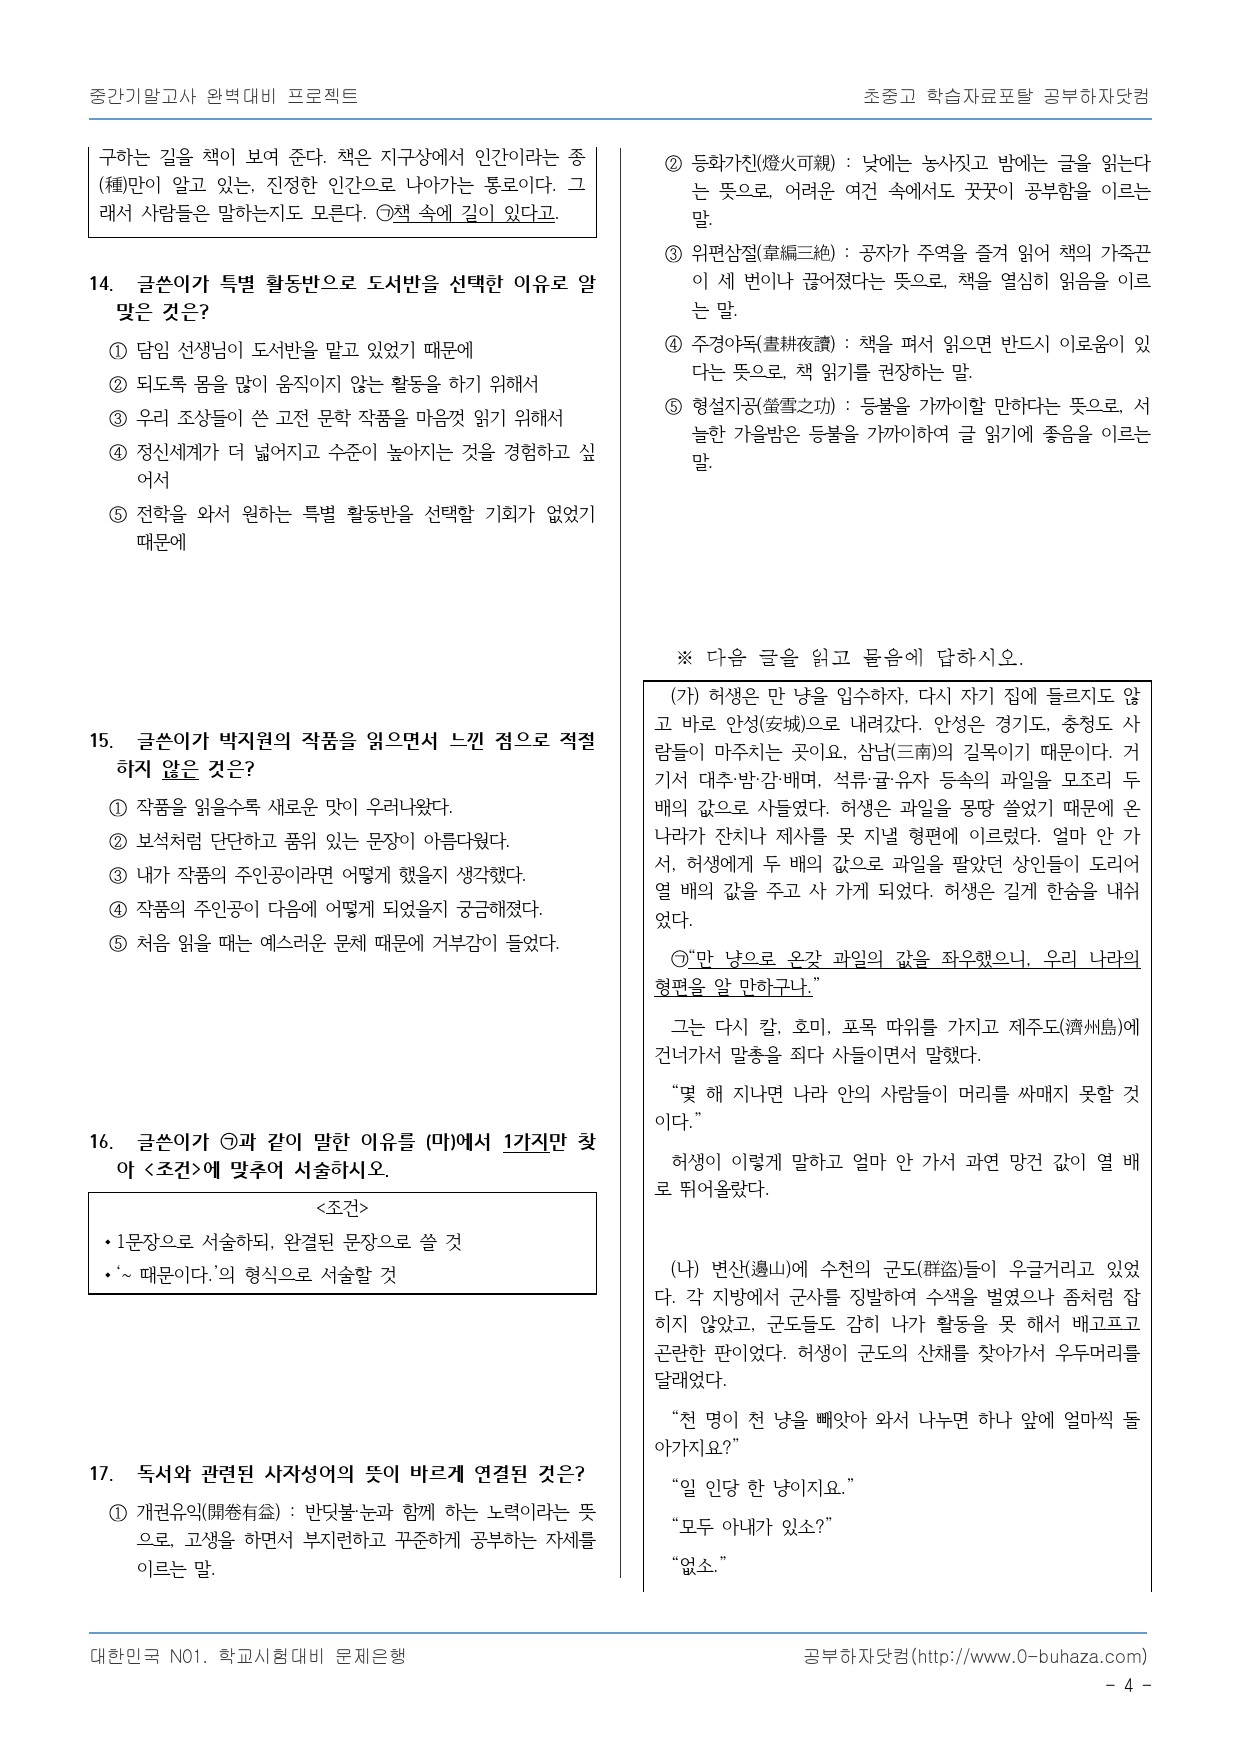 중간기말고사 완벽대비 프로젝트
초중고 학습자료포탈 공부하자닷컴
구하는 길을 책이 보여 준다. 책은 지구상에서 인간이라는 종
(種)만이 알고 있는, 진정한 인간으로 나아가는 통로이다. 그
래서 사람들은 말하는지도 모른다. ㉠책 속에 길이 있다고.
14. 글쓴이가 특별 활동반으로 도서반을 선택한 이유로 알
맞은 것은?
① 담임 선생님이 도서반을 맡고 있었기 때문에
② 되도록 몸을 많이 움직이지 않는 활동을 하기 위해서
③ 우리 조상들이 쓴 고전 문학 작품을 마음껏 읽기 위해서
④ 정신세계가 더 넓어지고 수준이 높아지는 것을 경험하고 싶
어서
⑤ 전학을 와서 원하는 특별 활동반을 선택할 기회가 없었기
때문에
15. 글쓴이가 박지원의 작품을 읽으면서 느낀 점으로 적절
하지 않은 것은?
① 작품을 읽을수록 새로운 맛이 우러나왔다.
② 보석처럼 단단하고 품위 있는 문장이 아름다웠다.
③ 내가 작품의 주인공이라면 어떻게 했을지 생각했다.
④ 작품의 주인공이 다음에 어떻게 되었을지 궁금해졌다.
⑤ 처음 읽을 때는 예스러운 문체 때문에 거부감이 들었다.
16. 글쓴이가 ㉠과 같이 말한 이유를 (마)에서 1가지만 찾
아 <조건>에 맞추어 서술하시오.
<조건>
• 1문장으로 서술하되, 완결된 문장으로 쓸 것
• ‘~ 때문이다.’의 형식으로 서술할 것
17. 독서와 관련된 사자성어의 뜻이 바르게 연결된 것은?
① 개권유익(開卷有益) : 반딧불·눈과 함께 하는 노력이라는 뜻
으로, 고생을 하면서 부지런하고 꾸준하게 공부하는 자세를
이르는 말.
② 등화가친(燈火可親) : 낮에는 농사짓고 밤에는 글을 읽는다
는 뜻으로, 어려운 여건 속에서도 꿋꿋이 공부함을 이르는
말.
③ 위편삼절(韋編三絶) : 공자가 주역을 즐겨 읽어 책의 가죽끈
이 세 번이나 끊어졌다는 뜻으로, 책을 열심히 읽음을 이르
는 말.
④ 주경야독(晝耕夜讀) : 책을 펴서 읽으면 반드시 이로움이 있
다는 뜻으로, 책 읽기를 권장하는 말.
⑤ 형설지공(螢雪之功) : 등불을 가까이할 만하다는 뜻으로, 서
늘한 가을밤은 등불을 가까이하여 글 읽기에 좋음을 이르는
말.
※ 다음 글을 읽고 물음에 답하시오.
(가) 허생은 만 냥을 입수하자, 다시 자기 집에 들르지도 않
고 바로 안성(安城)으로 내려갔다. 안성은 경기도, 충청도 사
람들이 마주치는 곳이요, 삼남(三南)의 길목이기 때문이다. 거
기서 대추·밤·감·배며, 석류·귤·유자 등속의 과일을 모조리 두
배의 값으로 사들였다. 허생은 과일을 몽땅 쓸었기 때문에 온
나라가 잔치나 제사를 못 지낼 형편에 이르렀다. 얼마 안 가
서, 허생에게 두 배의 값으로 과일을 팔았던 상인들이 도리어
열 배의 값을 주고 사 가게 되었다. 허생은 길게 한숨을 내쉬
었다.
㉠“만 냥으로 온갖 과일의 값을 좌우했으니, 우리 나라의
형편을 알 만하구나.”
그는 다시 칼, 호미, 포목 따위를 가지고 제주도(濟州島)에
건너가서 말총을 죄다 사들이면서 말했다.
“몇 해 지나면 나라 안의 사람들이 머리를 싸매지 못할 것
이다.”
허생이 이렇게 말하고 얼마 안 가서 과연 망건 값이 열 배
로 뛰어올랐다.
(나) 변산(邊山)에 수천의 군도(群盜)들이 우글거리고 있었
다. 각 지방에서 군사를 징발하여 수색을 벌였으나 좀처럼 잡
히지 않았고, 군도들도 감히 나가 활동을 못 해서 배고프고
곤란한 판이었다. 허생이 군도의 산채를 찾아가서 우두머리를
달래었다.
“천 명이 천 냥을 빼앗아 와서 나누면 하나 앞에 얼마씩 돌
아가지요?”
“일 인당 한 냥이지요.”
“모두 아내가 있소?”
“없소.”
대한민국 N01. 학교시험대비 문제은행
공부하자닷컴(http://www.0-buhaza.com)
- 4 -